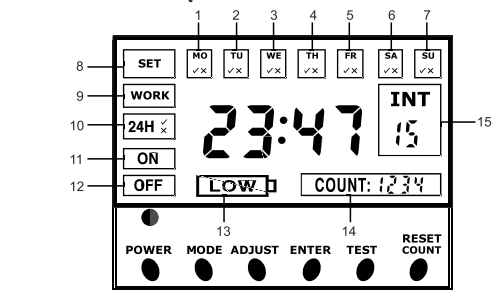 1 2 3 4 5 6 7
8 SET MO TU WE TH FR SA SU
✓× ✓× ✓× ✓× ✓× ✓× ✓×
9 WORK
INT
10 24H ✓ ×
23:47
15
15
11 ON
12 OFF
LOW
COUNT: 1234
13 14
POWER MODE ADJUST ENTER TEST RESET COUNT